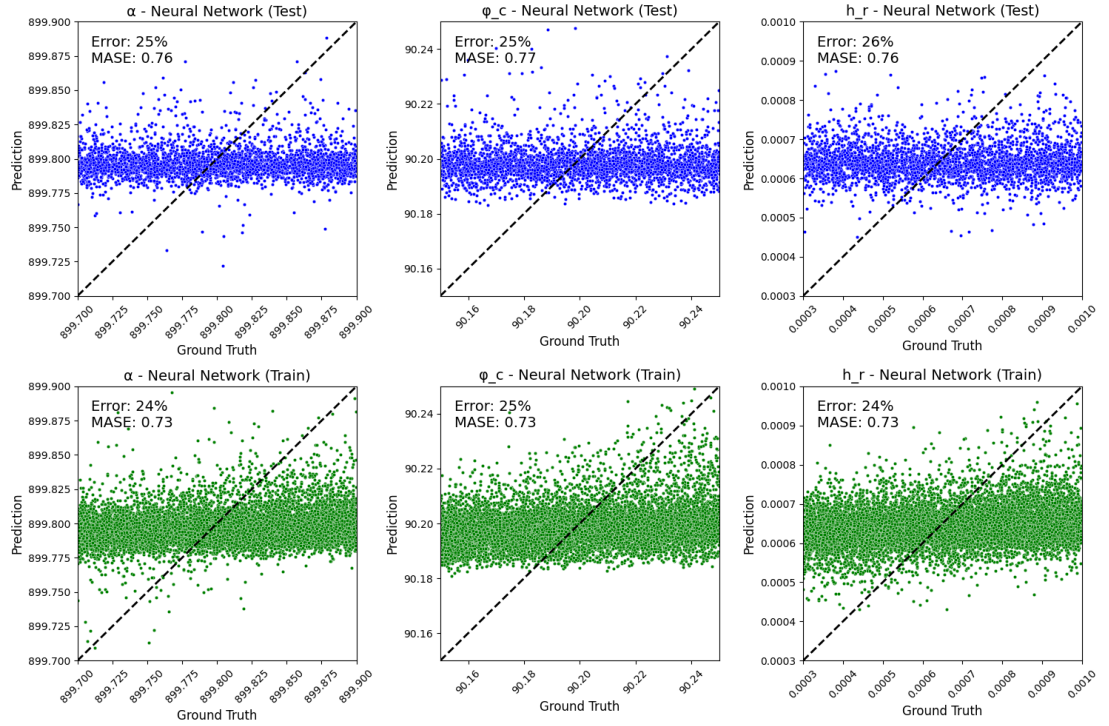 α - Neural Network (Test)
Error: 25%
MASE: 0.76
Prediction
899.900
899.875
899.850
899.825
899.800
899.775
899.750
899.725
899.700
899.700
899.725
899.750
899.775
899.800
899.825
899.850
899.875
899.900
Ground Truth
φ_c - Neural Network (Test)
Error: 25%
MASE: 0.77
Prediction
90.24
90.22
90.20
90.18
90.16
90.16
90.18
90.20
90.22
90.24
Ground Truth
h_r - Neural Network (Test)
Error: 26%
MASE: 0.76
Prediction
0.0010
0.0009
0.0008
0.0007
0.0006
0.0005
0.0004
0.0003
0.0003
0.0004
0.0005
0.0006
0.0007
0.0008
0.0009
0.0010
Ground Truth
α - Neural Network (Train)
Error: 24%
MASE: 0.73
Prediction
899.900
899.875
899.850
899.825
899.800
899.775
899.750
899.725
899.700
899.700
899.725
899.750
899.775
899.800
899.825
899.850
899.875
899.900
Ground Truth
φ_c - Neural Network (Train)
Error: 25%
MASE: 0.73
Prediction
90.24
90.22
90.20
90.18
90.16
90.16
90.18
90.20
90.22
90.24
Ground Truth
h_r - Neural Network (Train)
Error: 24%
MASE: 0.73
Prediction
0.0010
0.0009
0.0008
0.0007
0.0006
0.0005
0.0004
0.0003
0.0003
0.0004
0.0005
0.0006
0.0007
0.0008
0.0009
0.0010
Ground Truth